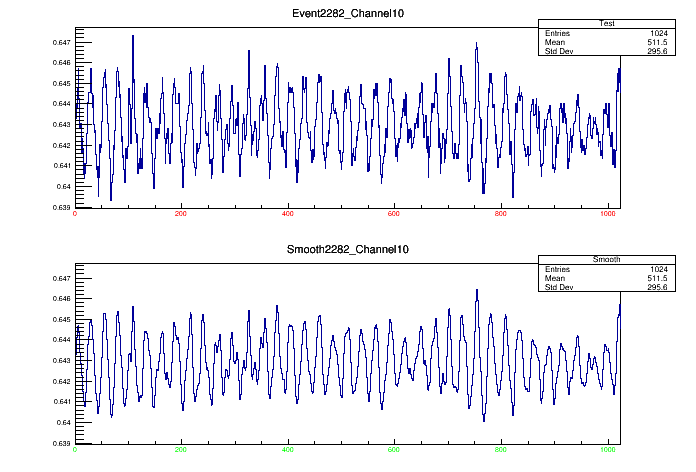 Event2282_Channel10
Test
Entries 1024
Mean 511.5
Std Dev 295.6
0.647
0.646
0.645
0.644
0.643
0.642
0.641
0.64
0.639
0 200 400 600 800 1000
Smooth2282_Channel10
Smooth
Entries 1024
Mean 511.5
Std Dev 295.6
0.647
0.646
0.645
0.644
0.643
0.642
0.641
0.64
0.639
0 200 400 600 800 1000